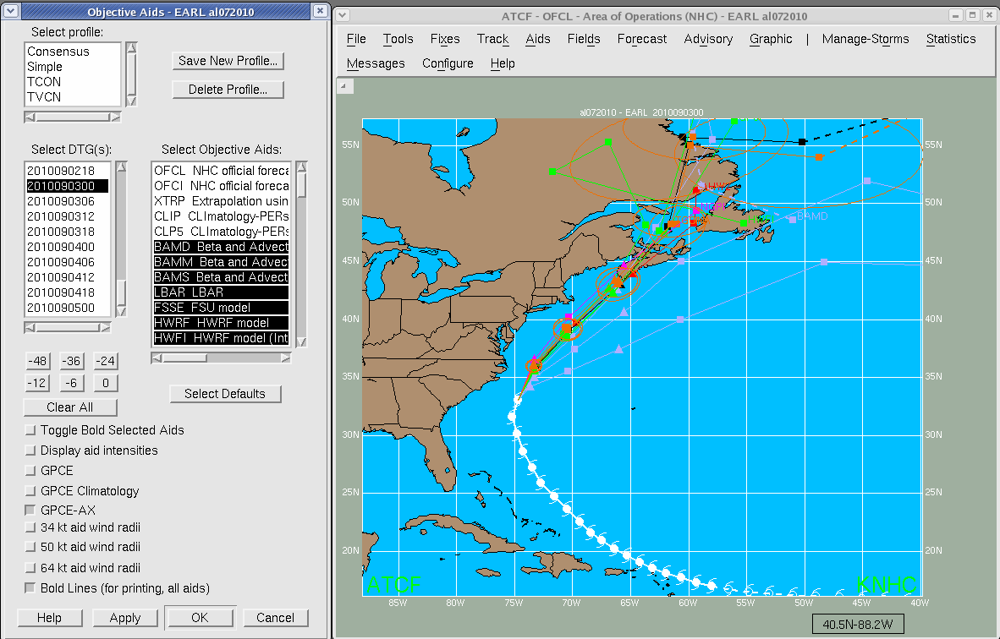 Objective Aids - EARL al072010
Select profile:
Consensus
Simple
TCON
TVCN
Save New Profile...
Delete Profile...
Select DTG(s):
2010090218
2010090300
2010090306
2010090312
2010090318
2010090400
2010090406
2010090412
2010090418
2010090500
Select Objective Aids:
OFCL NHC official foreca
OFCI NHC official foreca
XTRP Extrapolation usin
CLIP CLImatology-PERs
CLP5 CLImatology-PERs
BAMD Beta and Advect
BAMM Beta and Advect
BAMS Beta and Advect
LBAR LBAR
FSSE FSU model
HWRF HWRF model
HWFI HWRF model (Int
-48 -36 -24
-12 -6 0
Clear All
Select Defaults
Toggle Bold Selected Aids
Display aid intensities
GPCE
GPCE Climatology
GPCE-AX
34 kt aid wind radii
50 kt aid wind radii
64 kt aid wind radii
Bold Lines (for printing, all aids)
Help Apply OK Cancel
ATCF - OFCL - Area of Operations (NHC) - EARL al072010
File Tools Fixes Track Aids Fields Forecast Advisory Graphic | Manage-Storms Statistics
Messages Configure Help
al072010 - EARL 2010090300
55N 55N
50N 50N
BAMD
45N 45N
40N 40N
35N 35N
30N 30N
25N 25N
20N 20N
ATCF KNHC
85W 80W 75W 70W 65W 60W 55W 50W 45W 40W
40.5N-88.2W